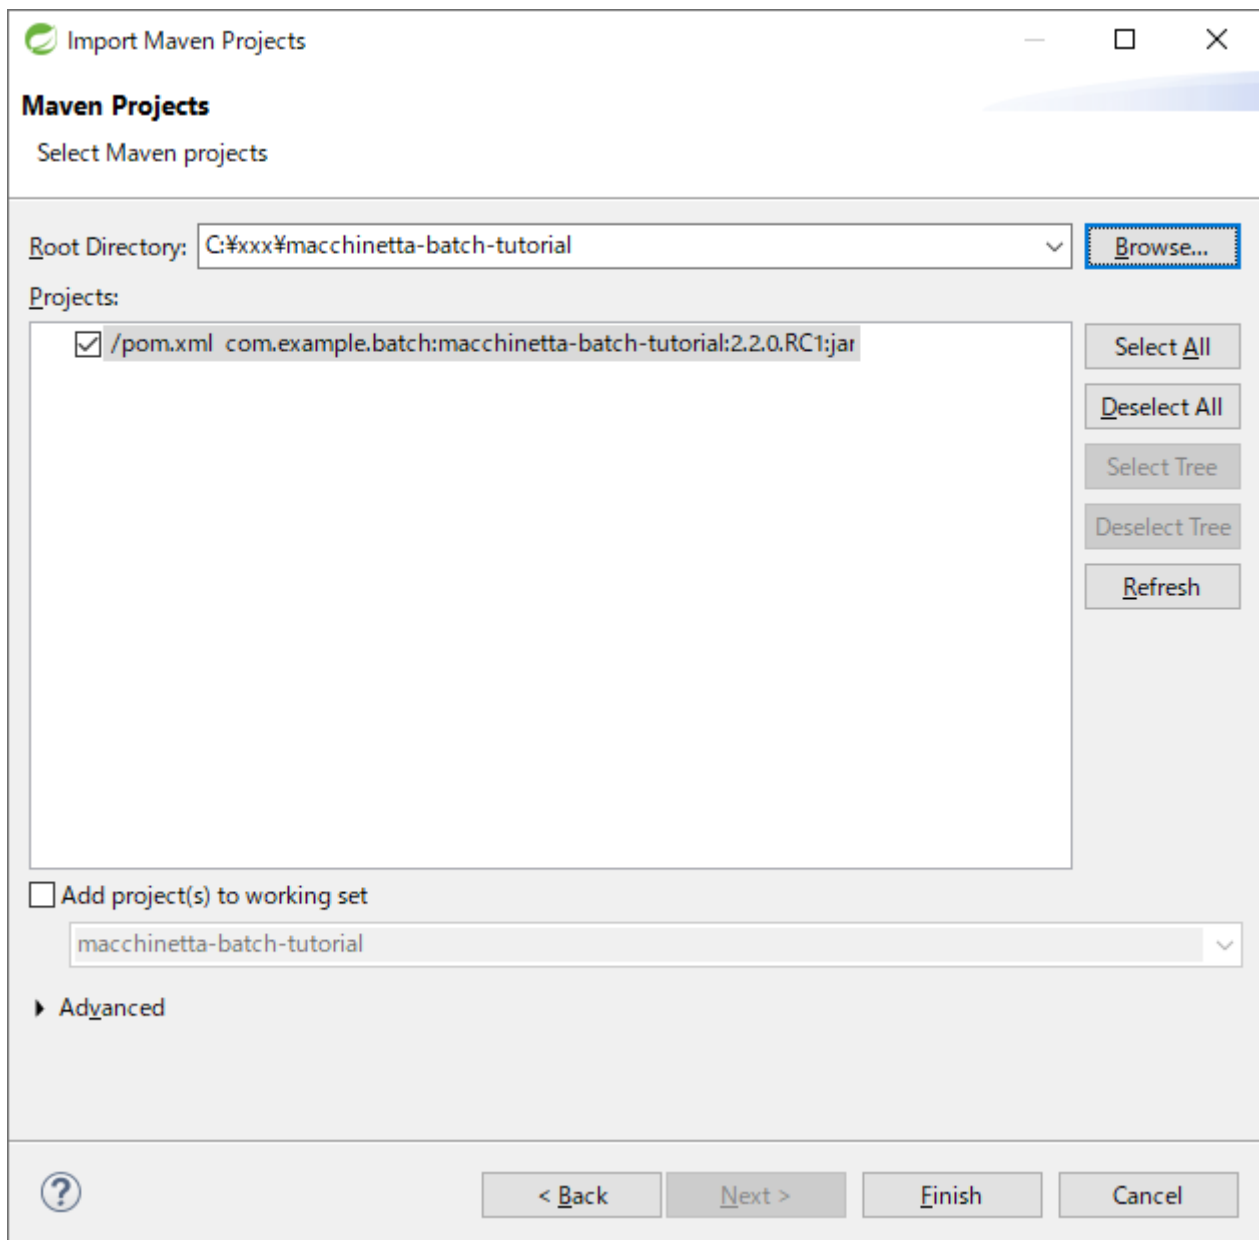 Import Maven Projects
Maven Projects
Select Maven projects
Root Directory: C:¥xxx¥macchinetta-batch-tutorial Browse...
Projects:
/pom.xml com.example.batch:macchinetta-batch-tutorial:2.2.0.RC1:jar
Select All
Deselect All
Select Tree
Deselect Tree
Refresh
Add project(s) to working set
macchinetta-batch-tutorial
Advanced
? < Back Next > Finish Cancel